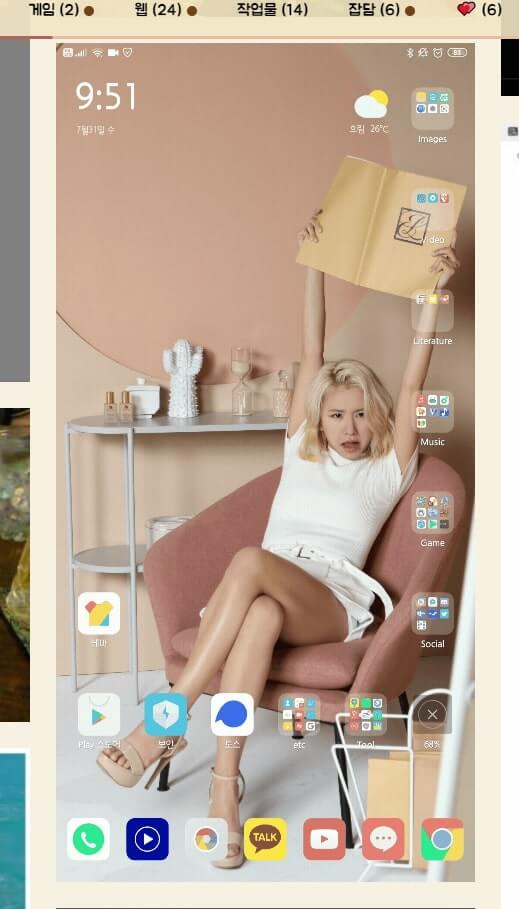 게임 (2)
웹 (24)
작업물 (14)
잡담 (6)
(6)
83
9:51
7월31일 수
흐림 26°C
Images
Video
Literature
Music
Game
Social
테마
Play 스토어
보안
토스
etc
Tool
68%
TALK